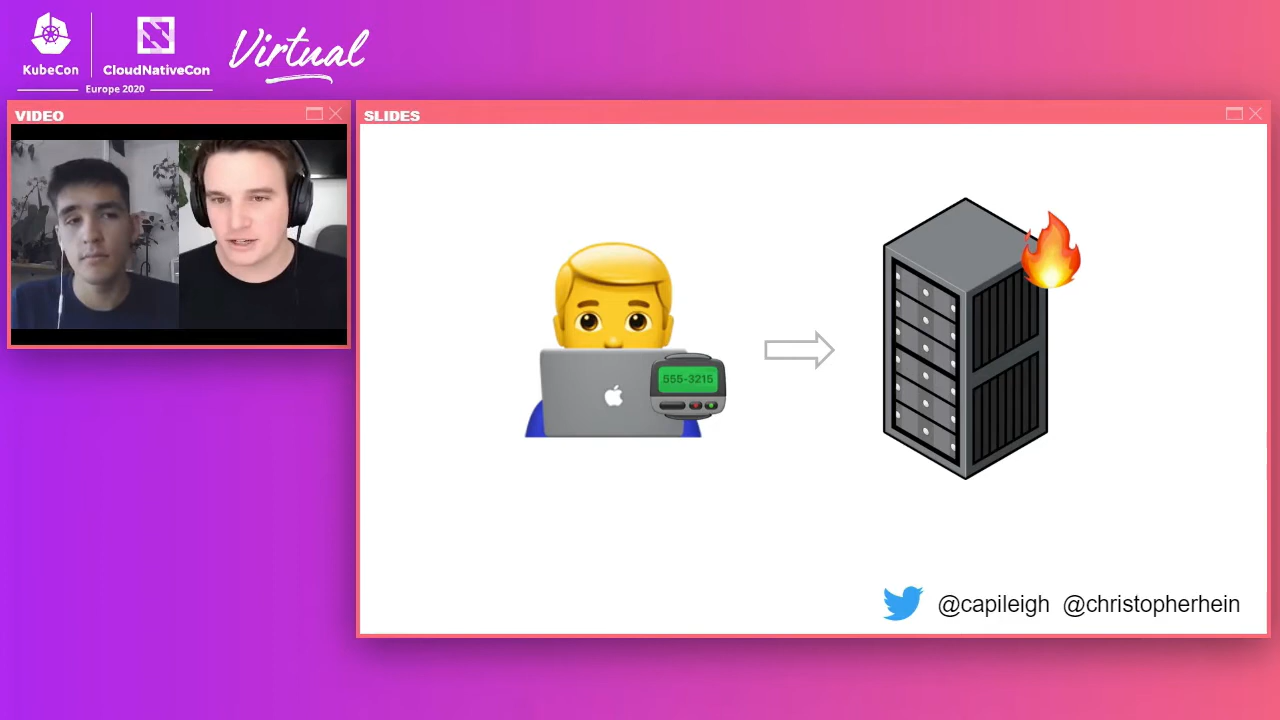 KubeCon
CloudNativeCon
Europe 2020
Virtual
VIDEO
SLIDES
555-3215
@capileigh @christopherhein